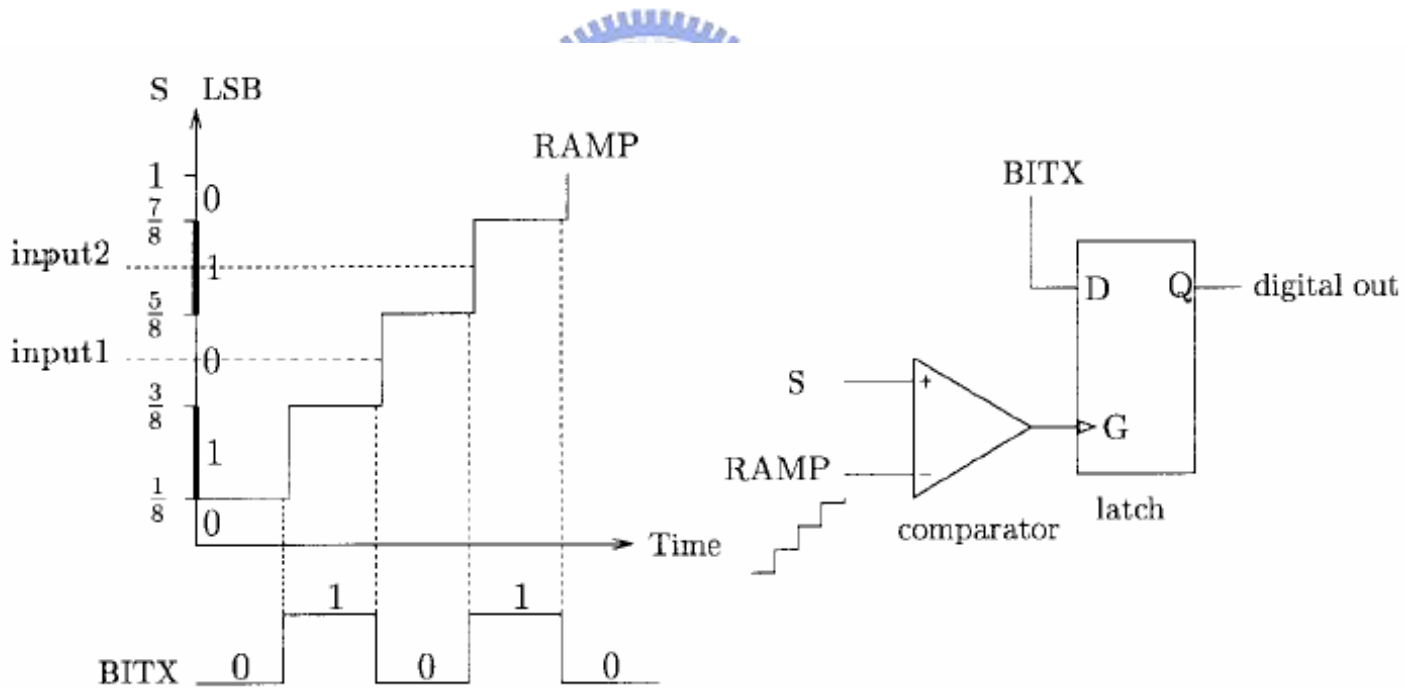 S LSB
RAMP
1
0
7/8
input2
1
5/8
input1
0
3/8
1
1/8
0
Time
1 1
BITX 0 0 0
BITX
D Q digital out
S +
G
RAMP −
latch
comparator